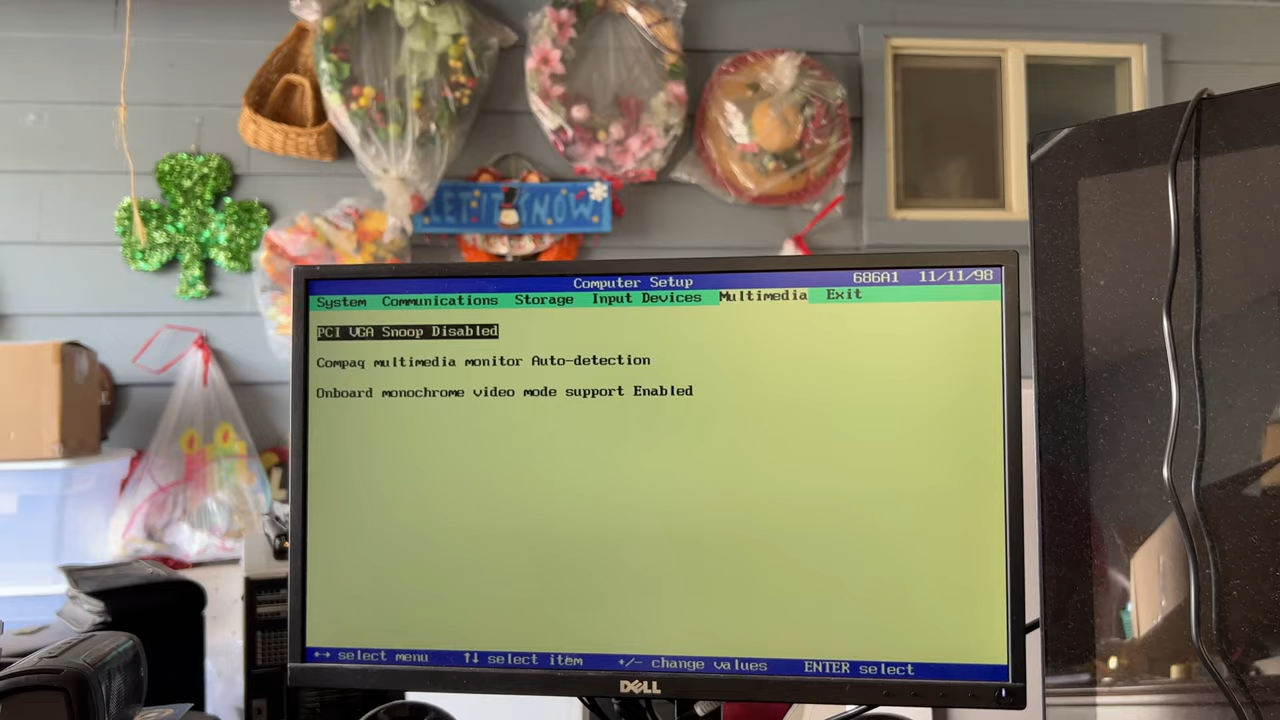 LET IT SNOW
Computer Setup 686A1 11/11/98
System Communications Storage Input Devices Multimedia Exit
PCI VGA Snoop Disabled
Compaq multimedia monitor Auto-detection
Onboard monochrome video mode support Enabled
←→ select menu ↑↓ select item +/- change values ENTER select
DELL